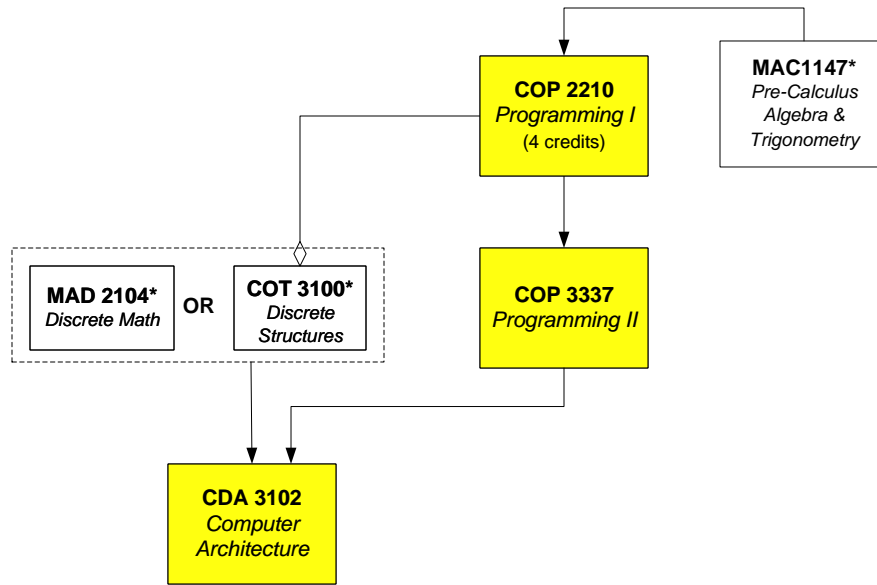 COP 2210
Programming I
(4 credits)
MAC1147*
Pre-Calculus
Algebra &
Trigonometry
MAD 2104*
Discrete Math
OR
COT 3100*
Discrete
Structures
COP 3337
Programming II
CDA 3102
Computer
Architecture